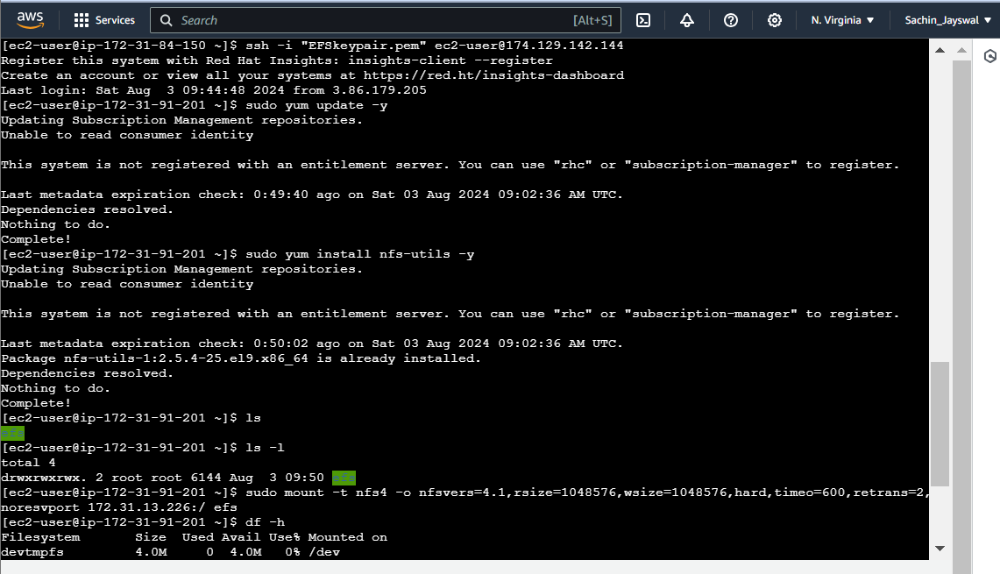 aws Services Search [Alt+S] N. Virginia Sachin_Jayswal
[ec2-user@ip-172-31-84-150 ~]$ ssh -i "EFSkeypair.pem" ec2-user@174.129.142.144
Register this system with Red Hat Insights: insights-client --register
Create an account or view all your systems at https://red.ht/insights-dashboard
Last login: Sat Aug  3 09:44:48 2024 from 3.86.179.205
[ec2-user@ip-172-31-91-201 ~]$ sudo yum update -y
Updating Subscription Management repositories.
Unable to read consumer identity
This system is not registered with an entitlement server. You can use "rhc" or "subscription-manager" to register.
Last metadata expiration check: 0:49:40 ago on Sat 03 Aug 2024 09:02:36 AM UTC.
Dependencies resolved.
Nothing to do.
Complete!
[ec2-user@ip-172-31-91-201 ~]$ sudo yum install nfs-utils -y
Updating Subscription Management repositories.
Unable to read consumer identity
This system is not registered with an entitlement server. You can use "rhc" or "subscription-manager" to register.
Last metadata expiration check: 0:50:02 ago on Sat 03 Aug 2024 09:02:36 AM UTC.
Package nfs-utils-1:2.5.4-25.el9.x86_64 is already installed.
Dependencies resolved.
Nothing to do.
Complete!
[ec2-user@ip-172-31-91-201 ~]$ ls
efs
[ec2-user@ip-172-31-91-201 ~]$ ls -l
total 4
drwxrwxrwx. 2 root root 6144 Aug  3 09:50 efs
[ec2-user@ip-172-31-91-201 ~]$ sudo mount -t nfs4 -o nfsvers=4.1,rsize=1048576,wsize=1048576,hard,timeo=600,retrans=2,
noresvport 172.31.13.226:/ efs
[ec2-user@ip-172-31-91-201 ~]$ df -h
Filesystem       Size  Used Avail Use% Mounted on
devtmpfs         4.0M     0  4.0M   0% /dev